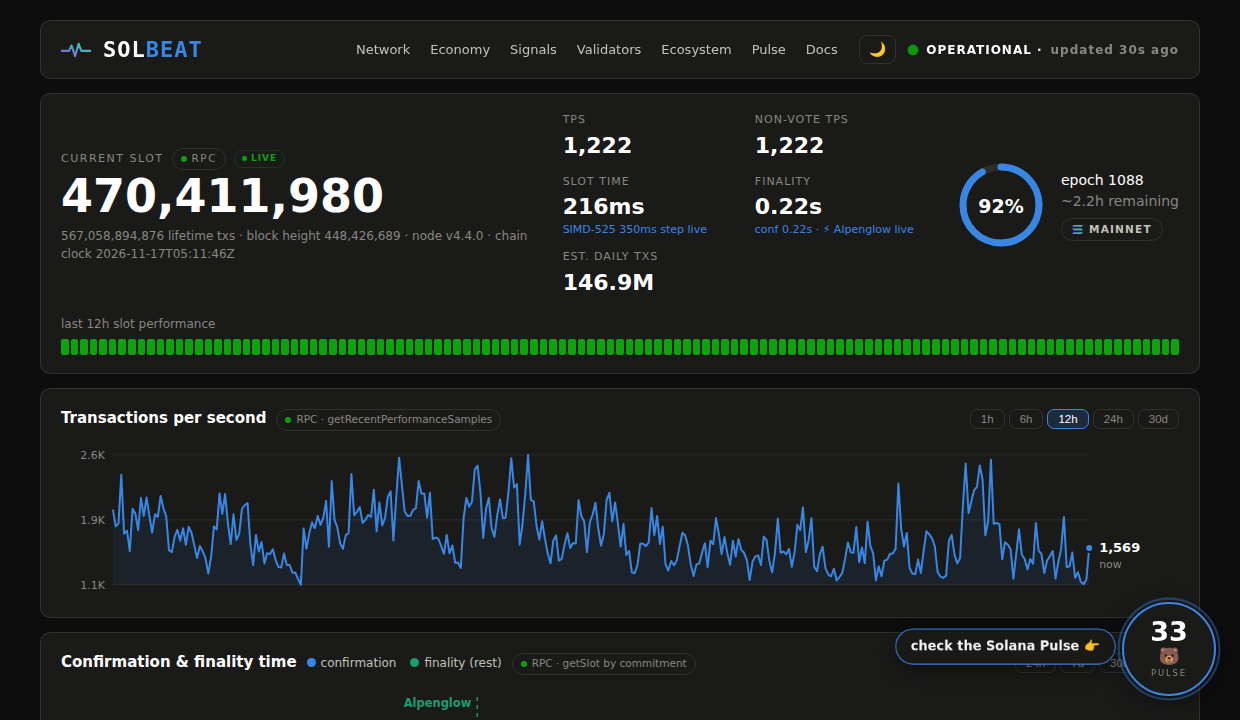 SOLBEAT
Network Economy Signals Validators Ecosystem Pulse Docs
OPERATIONAL · updated 30s ago
CURRENT SLOT RPC LIVE
470,411,980
567,058,894,876 lifetime txs · block height 448,426,689 · node v4.4.0 · chain
clock 2026-11-17T05:11:46Z
TPS
1,222
NON-VOTE TPS
1,222
SLOT TIME
216ms
SIMD-525 350ms step live
FINALITY
0.22s
conf 0.22s · ⚡ Alpenglow live
EST. DAILY TXS
146.9M
92%
epoch 1088
~2.2h remaining
MAINNET
last 12h slot performance
Transactions per second RPC · getRecentPerformanceSamples
1h 6h 12h 24h 30d
2.6K
1.9K
1.1K
1,569
now
Confirmation & finality time confirmation finality (rest) RPC · getSlot by commitment
check the Solana Pulse 👉
33
PULSE
Alpenglow